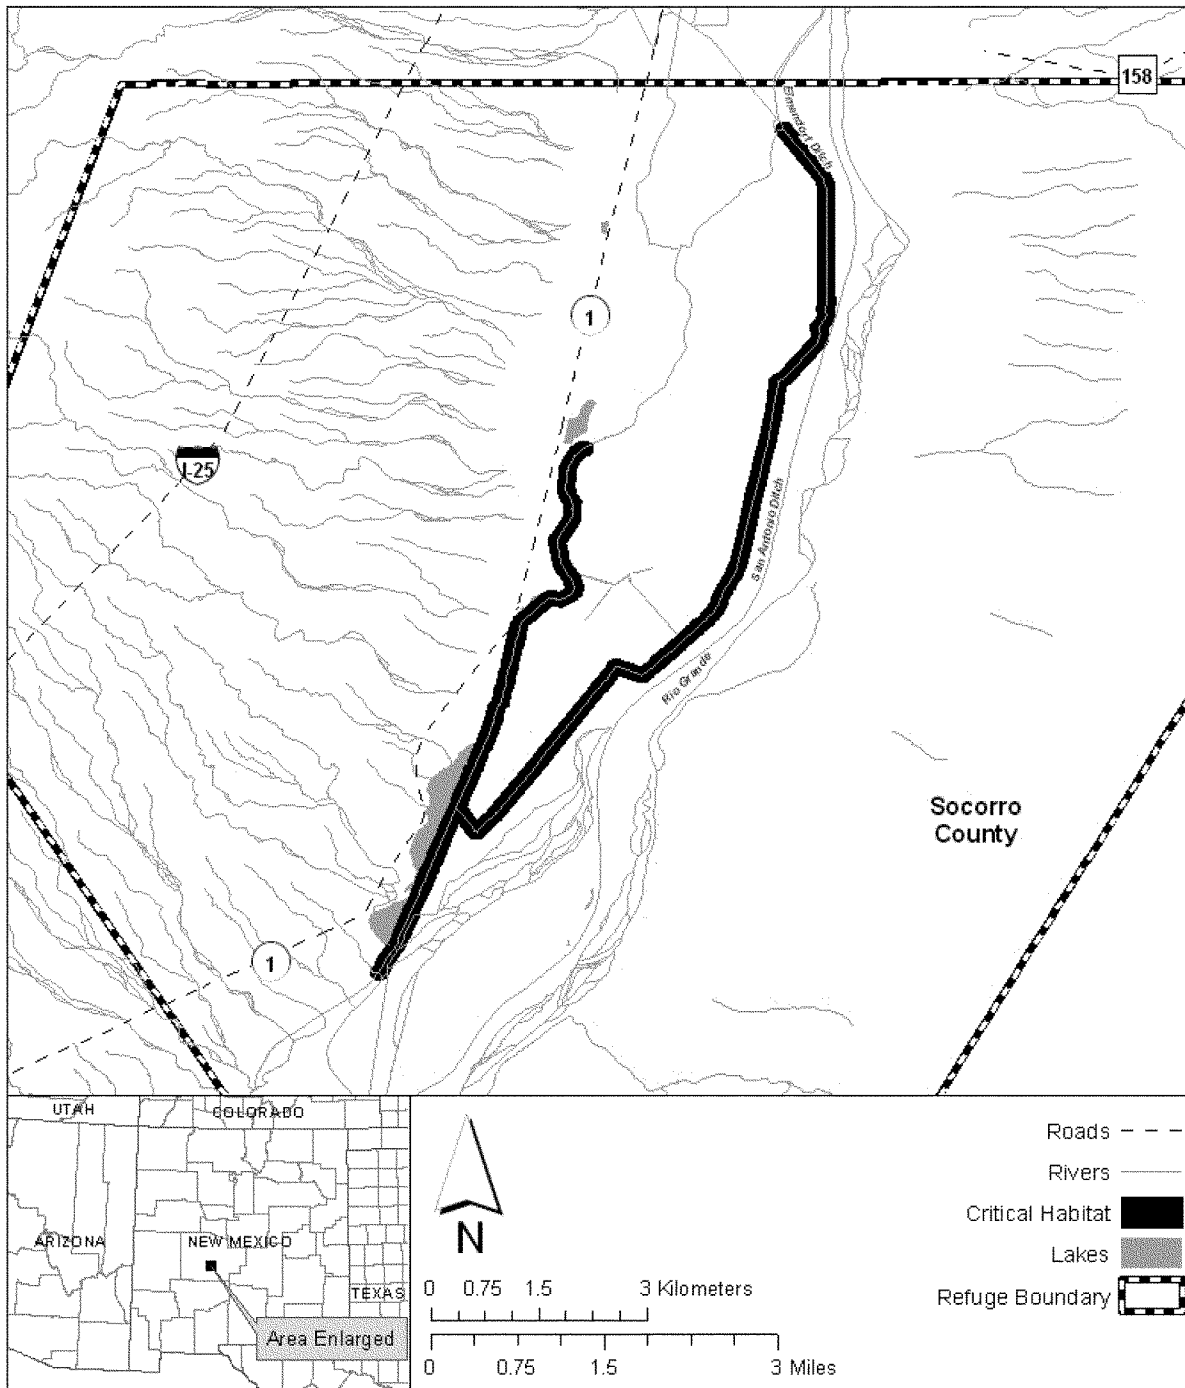 158
Elmendorf Ditch
1
I-25
San Antonio Ditch
Rio Grande
Socorro
County
1
UTAH
COLORADO
ARIZONA
NEW MEXICO
TEXAS
Area Enlarged
N
0 0.75 1.5 3 Kilometers
0 0.75 1.5 3 Miles
Roads
Rivers
Critical Habitat
Lakes
Refuge Boundary